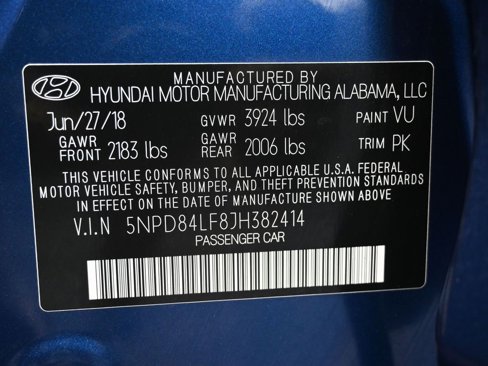 MANUFACTURED BY
HYUNDAI MOTOR MANUFACTURING ALABAMA, LLC
Jun/27/18 GVWR 3924 lbs PAINT VU
GAWR FRONT 2183 lbs GAWR REAR 2006 lbs TRIM PK
THIS VEHICLE CONFORMS TO ALL APPLICABLE U.S.A. FEDERAL
MOTOR VEHICLE SAFETY, BUMPER, AND THEFT PREVENTION STANDARDS
IN EFFECT ON THE DATE OF MANUFACTURE SHOWN ABOVE
V.I.N 5NPD84LF8JH382414
PASSENGER CAR